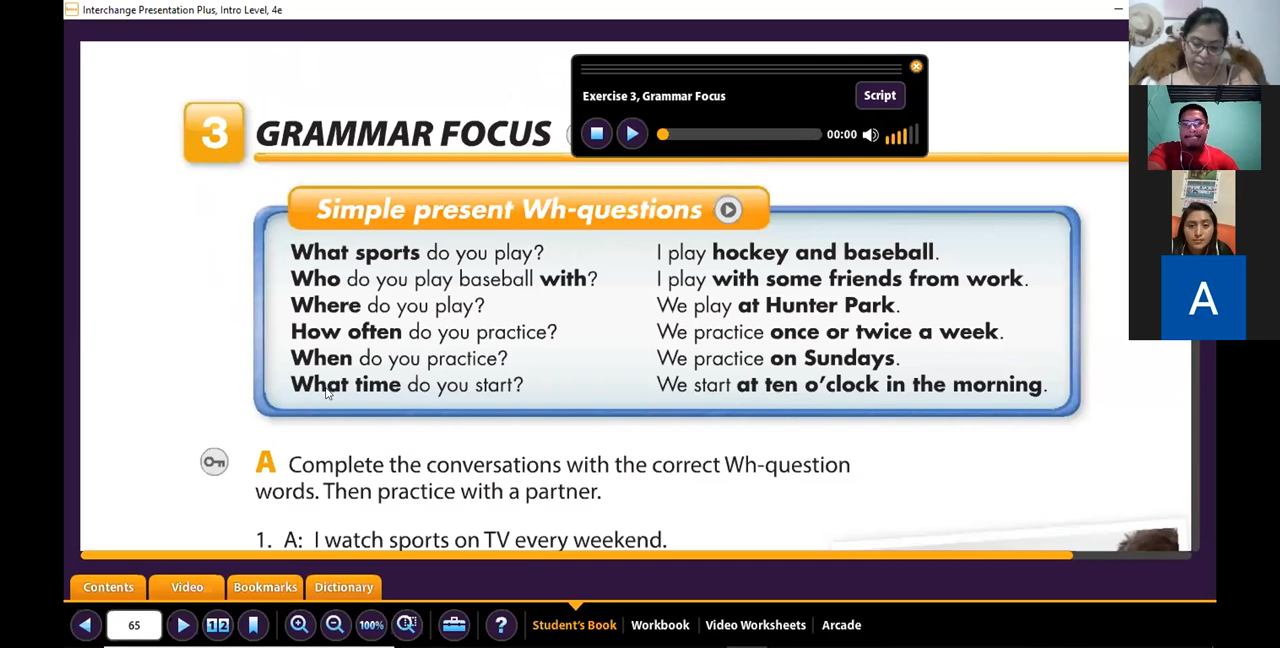 Interchange Presentation Plus, Intro Level, 4e
Exercise 3, Grammar Focus
Script
00:00
3 GRAMMAR FOCUS
Simple present Wh-questions
What sports do you play? I play hockey and baseball.
Who do you play baseball with? I play with some friends from work.
Where do you play? We play at Hunter Park.
How often do you practice? We practice once or twice a week.
When do you practice? We practice on Sundays.
What time do you start? We start at ten o'clock in the morning.
A Complete the conversations with the correct Wh-question
words. Then practice with a partner.
1. A: I watch sports on TV every weekend.
A
Contents Video Bookmarks Dictionary
65 1 2 100% ? Student's Book Workbook Video Worksheets Arcade